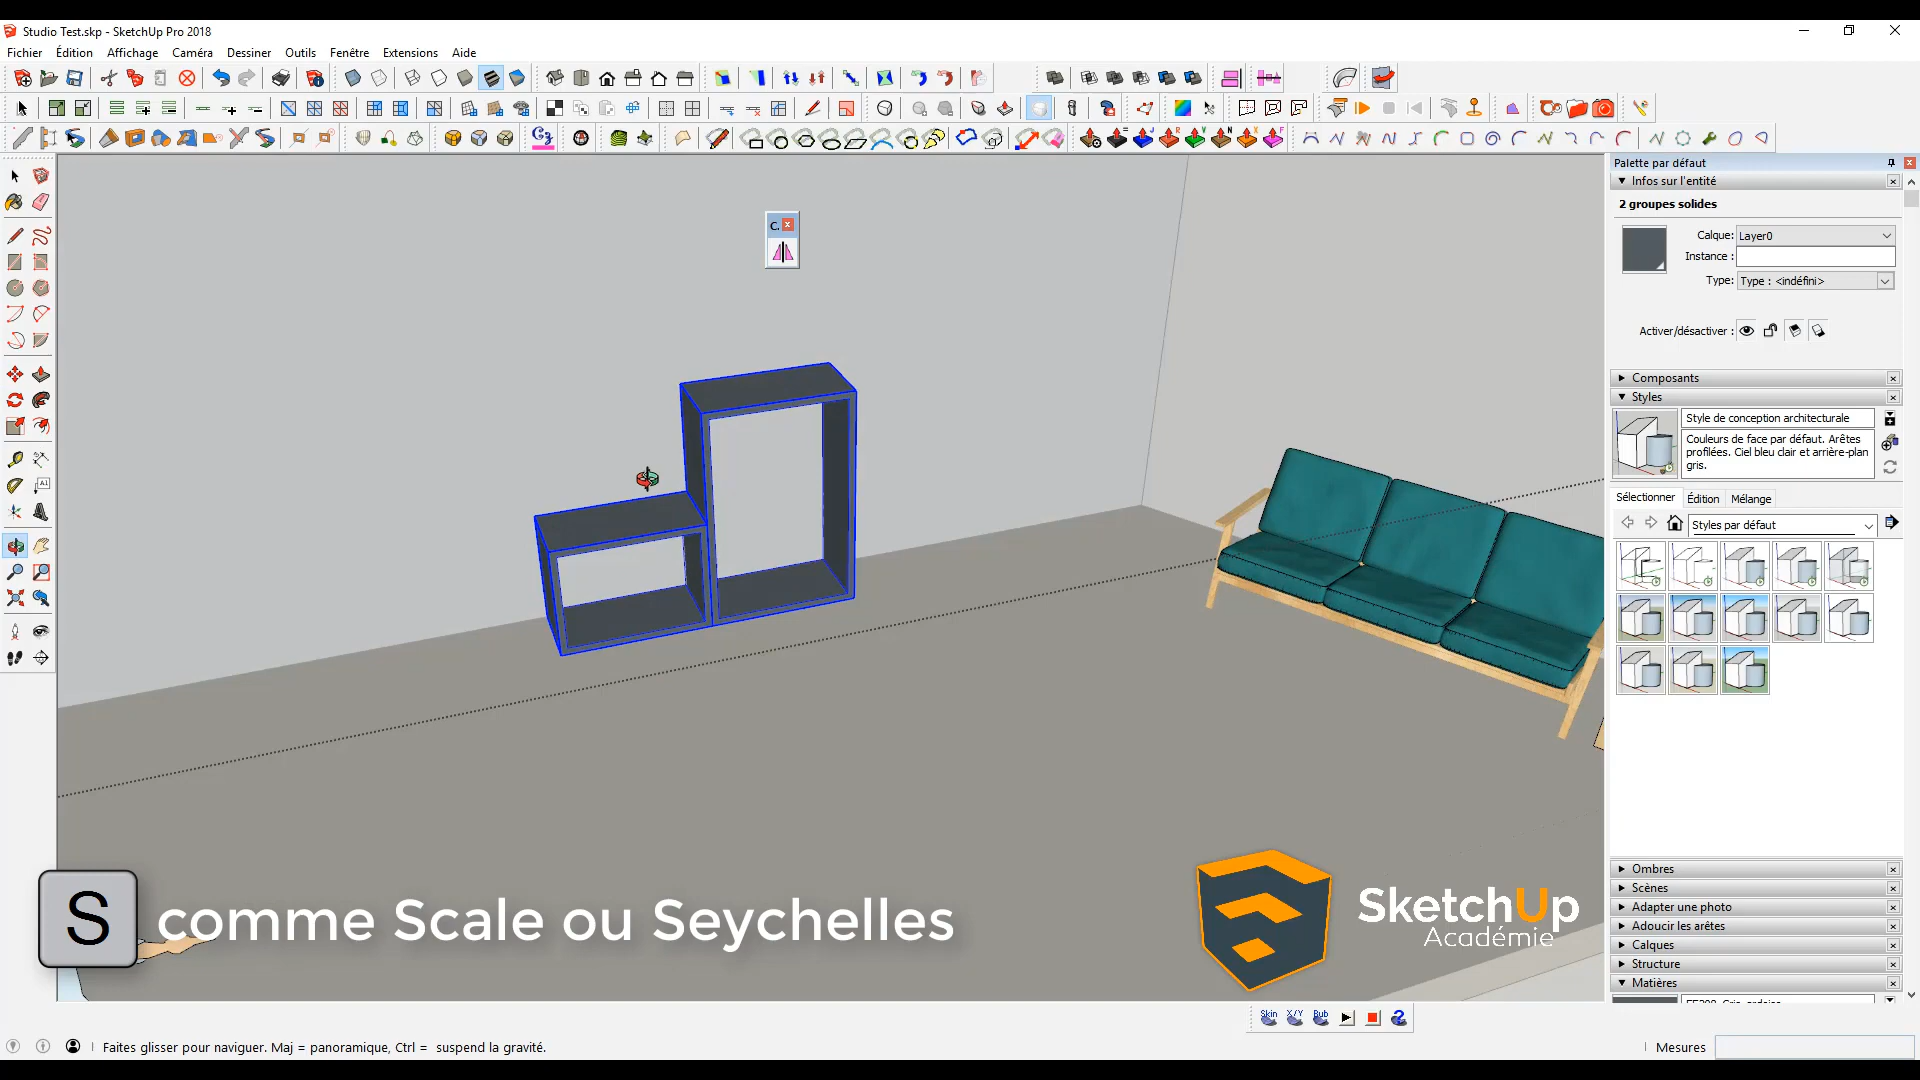 Studio Test.skp - SketchUp Pro 2018
Fichier Édition Affichage Caméra Dessiner Outils Fenêtre Extensions Aide
Palette par défaut
Infos sur l'entité
2 groupes solides
Calque: Layer0
Instance :
Type: Type : <indéfini>
Activer/désactiver :
Composants
Styles
Style de conception architecturale
Couleurs de face par défaut. Arêtes
profilées. Ciel bleu clair et arrière-plan
gris.
Sélectionner Édition Mélange
Styles par défaut
C.
Ombres
Scènes
Adapter une photo
Adoucir les arêtes
Calques
Structure
Matières
S comme Scale ou Seychelles
SketchUp
Académie
Skin X/Y Bub
Faites glisser pour naviguer. Maj = panoramique, Ctrl = suspend la gravité.
Mesures